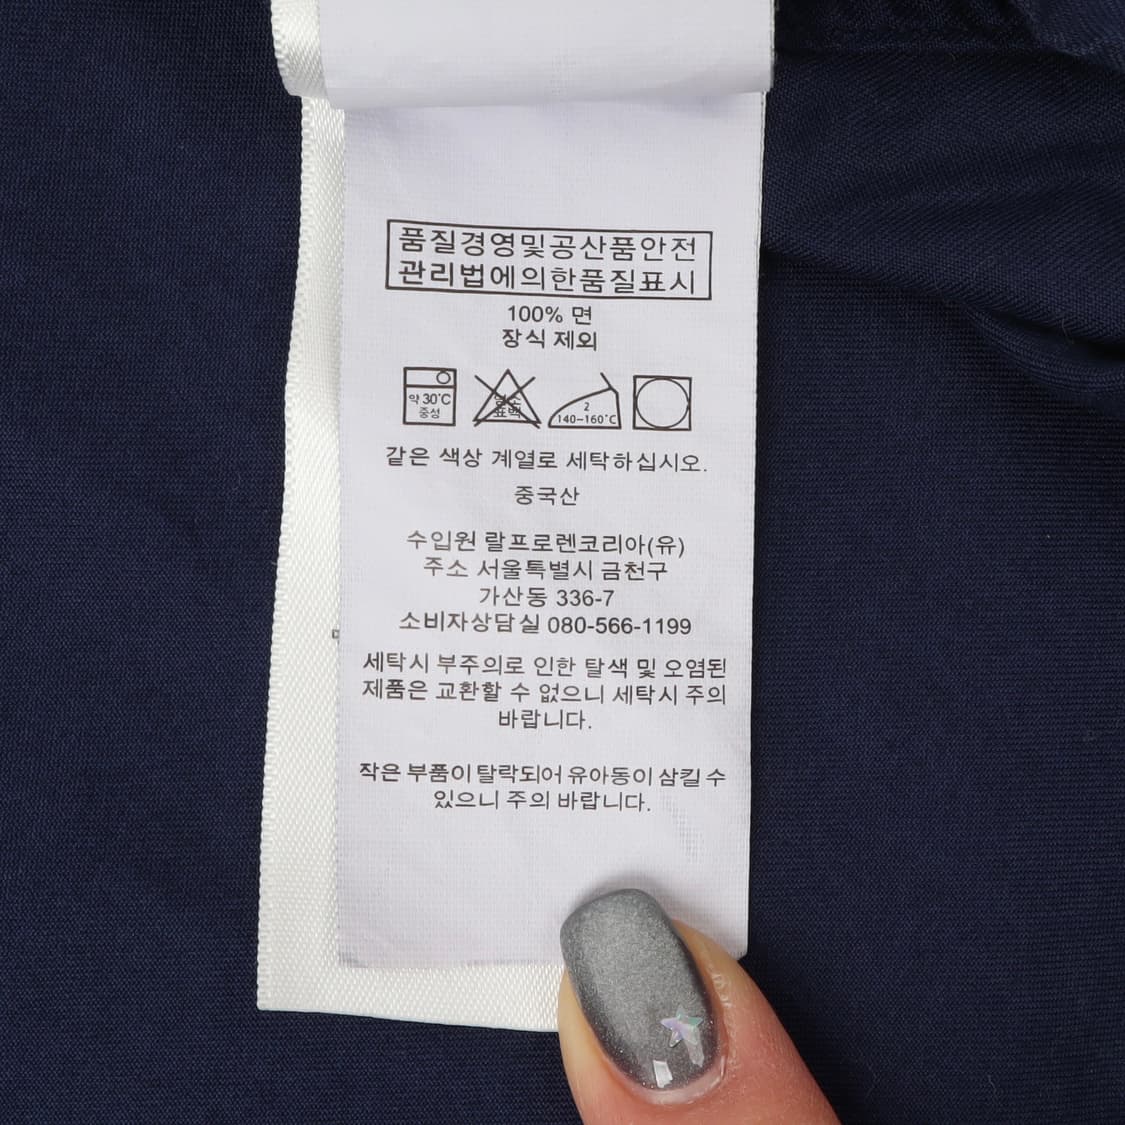 품질경영및공산품안전
관리법에의한품질표시
100% 면
장식 제외
약 30°C
중성
염소
표백
2
140-160°C
같은 색상 계열로 세탁하십시오.
중국산
수입원 랄프로렌코리아(유)
주소 서울특별시 금천구
가산동 336-7
소비자상담실 080-566-1199
세탁시 부주의로 인한 탈색 및 오염된
제품은 교환할 수 없으니 세탁시 주의
바랍니다.
작은 부품이 탈락되어 유아동이 삼킬 수
있으니 주의 바랍니다.